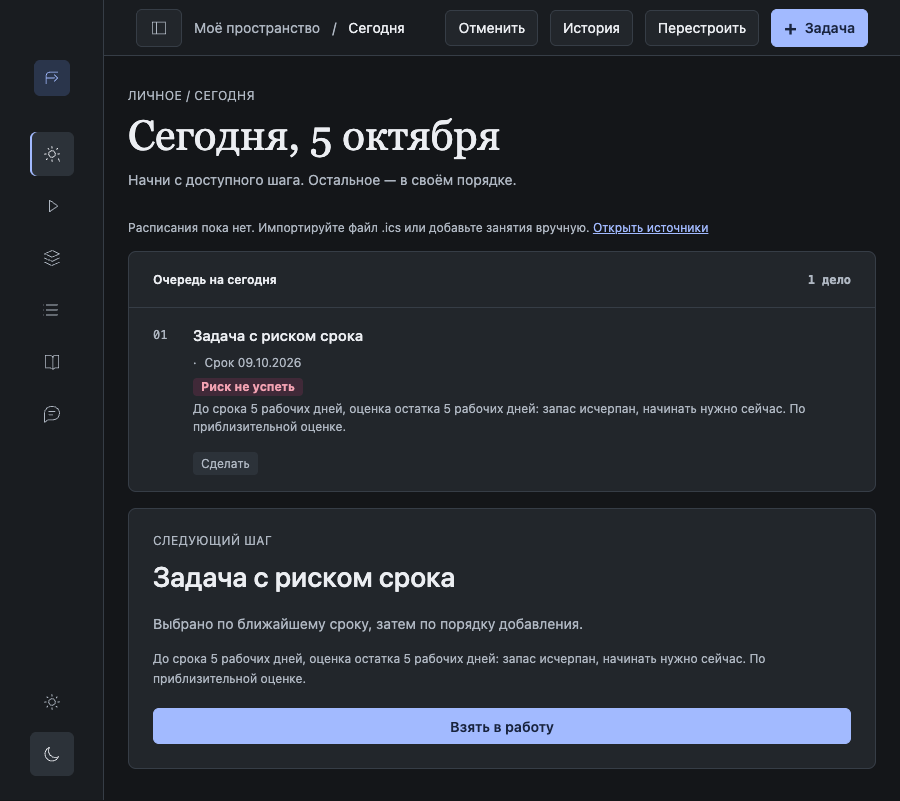 Моё пространство / Сегодня
Отменить
История
Перестроить
+ Задача
ЛИЧНОЕ / СЕГОДНЯ
Сегодня, 5 октября
Начни с доступного шага. Остальное — в своём порядке.
Расписания пока нет. Импортируйте файл .ics или добавьте занятия вручную. Открыть источники
Очередь на сегодня
1 дело
01
Задача с риском срока
· Срок 09.10.2026
Риск не успеть
До срока 5 рабочих дней, оценка остатка 5 рабочих дней: запас исчерпан, начинать нужно сейчас. По
приблизительной оценке.
Сделать
СЛЕДУЮЩИЙ ШАГ
Задача с риском срока
Выбрано по ближайшему сроку, затем по порядку добавления.
До срока 5 рабочих дней, оценка остатка 5 рабочих дней: запас исчерпан, начинать нужно сейчас. По
приблизительной оценке.
Взять в работу